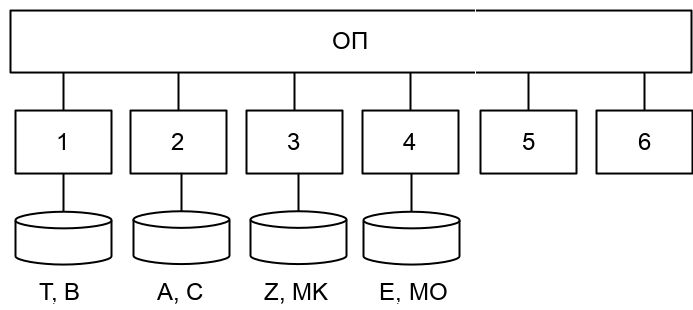 ОП
1 2 3 4 5 6
T, B A, C Z, MK E, MO